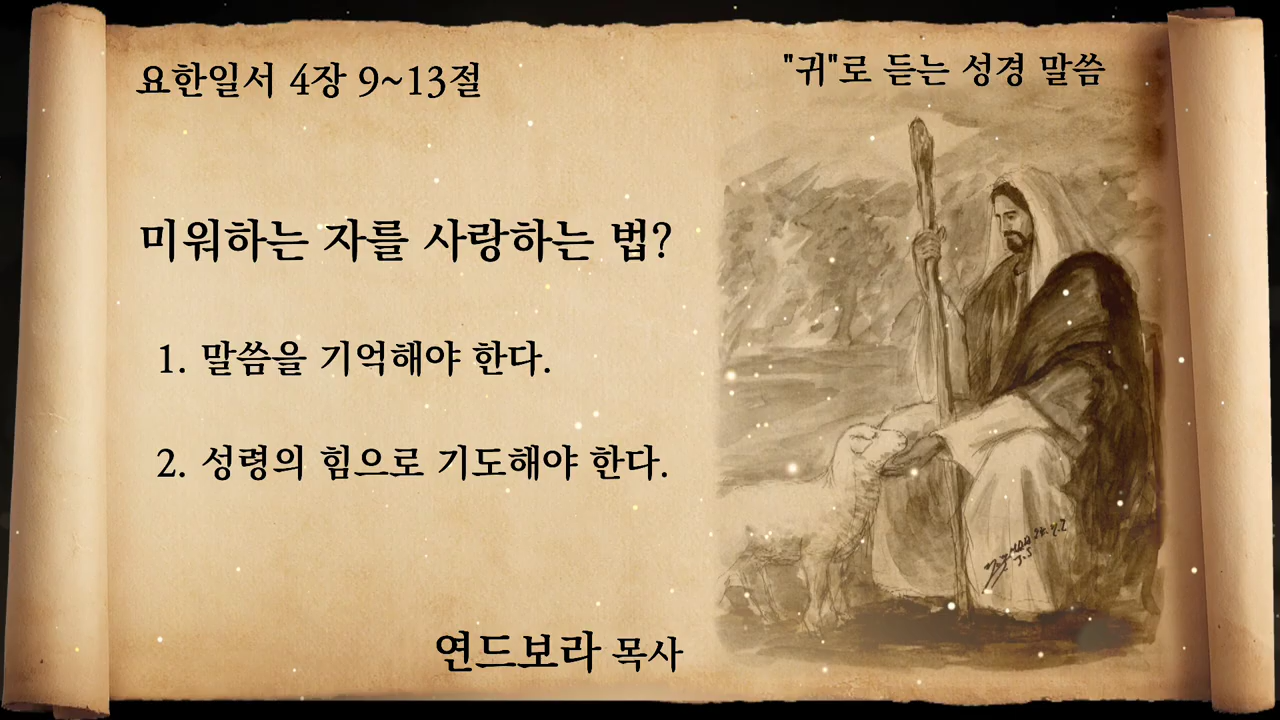 요한일서 4장 9~13절
"귀"로 듣는 성경 말씀
미워하는 자를 사랑하는 법?
1. 말씀을 기억해야 한다.
2. 성령의 힘으로 기도해야 한다.
연드보라 목사